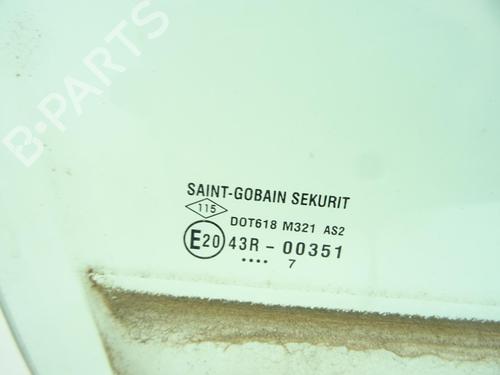 B-PARTS
SAINT-GOBAIN SEKURIT
115
DOT618 M321 AS2
E20 43R - 00351
•••• 7